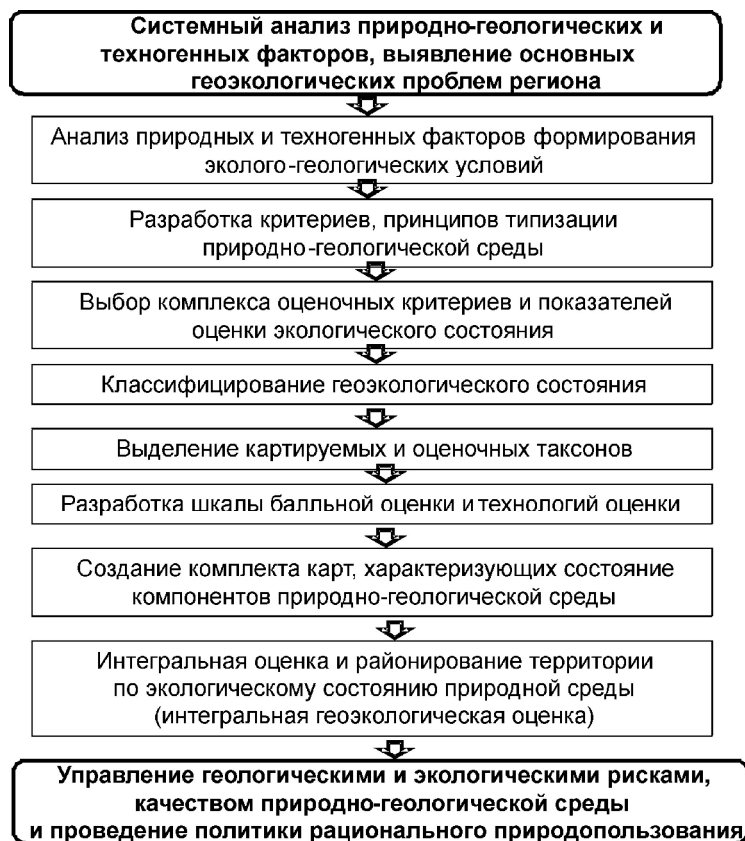 Системный анализ природно-геологических и
техногенных факторов, выявление основных
геоэкологических проблем региона
Анализ природных и техногенных факторов формирования
эколого-геологических условий
Разработка критериев, принципов типизации
природно-геологической среды
Выбор комплекса оценочных критериев и показателей
оценки экологического состояния
Классифицирование геоэкологического состояния
Выделение картируемых и оценочных таксонов
Разработка шкалы балльной оценки и технологий оценки
Создание комплекта карт, характеризующих состояние
компонентов природно-геологической среды
Интегральная оценка и районирование территории
по экологическому состоянию природной среды
(интегральная геоэкологическая оценка)
Управление геологическими и экологическими рисками,
качеством природно-геологической среды
и проведение политики рационального природопользования